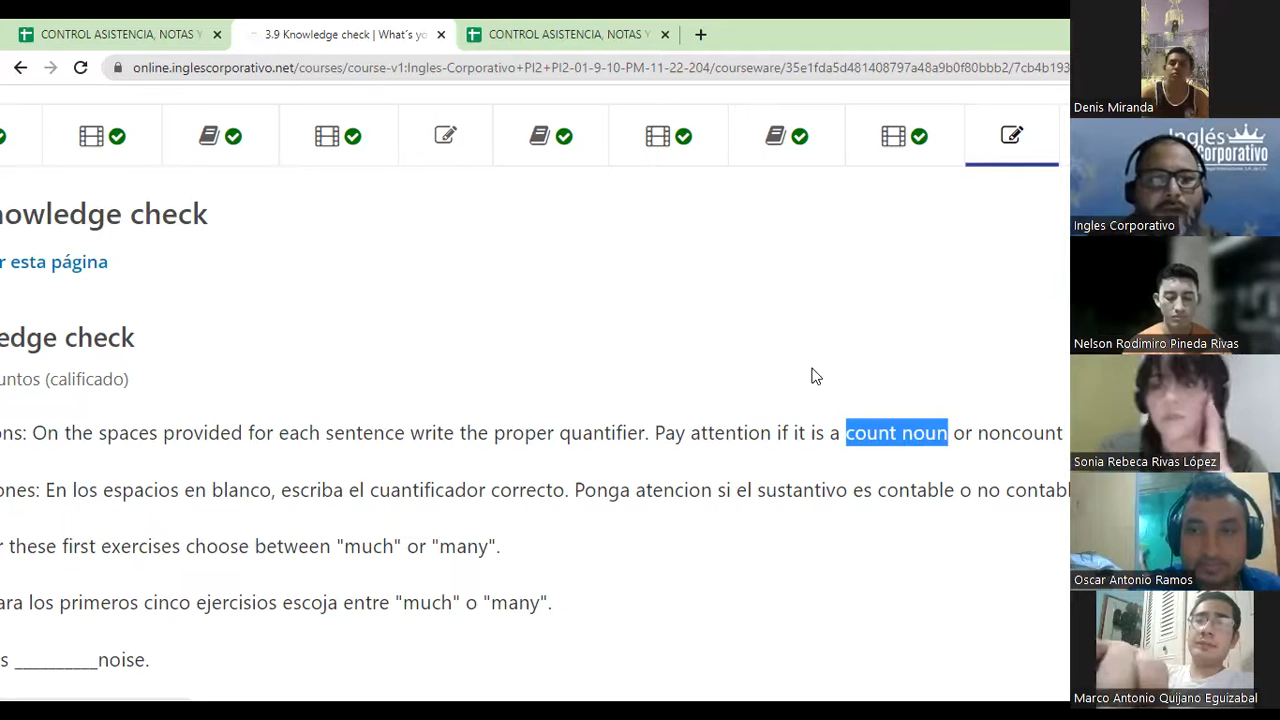 CONTROL ASISTENCIA, NOTAS Y
3.9 Knowledge check | What´s yo
CONTROL ASISTENCIA, NOTAS Y
online.inglescorporativo.net/courses/course-v1:Ingles-Corporativo+PI2+PI2-01-9-10-PM-11-22-204/courseware/35e1fda5d481408797a48a9b0f80bbb2/7cb4b193
nowledge check
r esta página
edge check
untos (calificado)
ons: On the spaces provided for each sentence write the proper quantifier. Pay attention if it is a count noun or noncount
ones: En los espacios en blanco, escriba el cuantificador correcto. Ponga atencion si el sustantivo es contable o no contabl
r these first exercises choose between "much" or "many".
ara los primeros cinco ejercisios escoja entre "much" o "many".
s __________noise.
Denis Miranda
Inglés
orporativo
Ingles Corporativo
Nelson Rodimiro Pineda Rivas
Sonia Rebeca Rivas López
Oscar Antonio Ramos
Marco Antonio Quijano Eguizabal